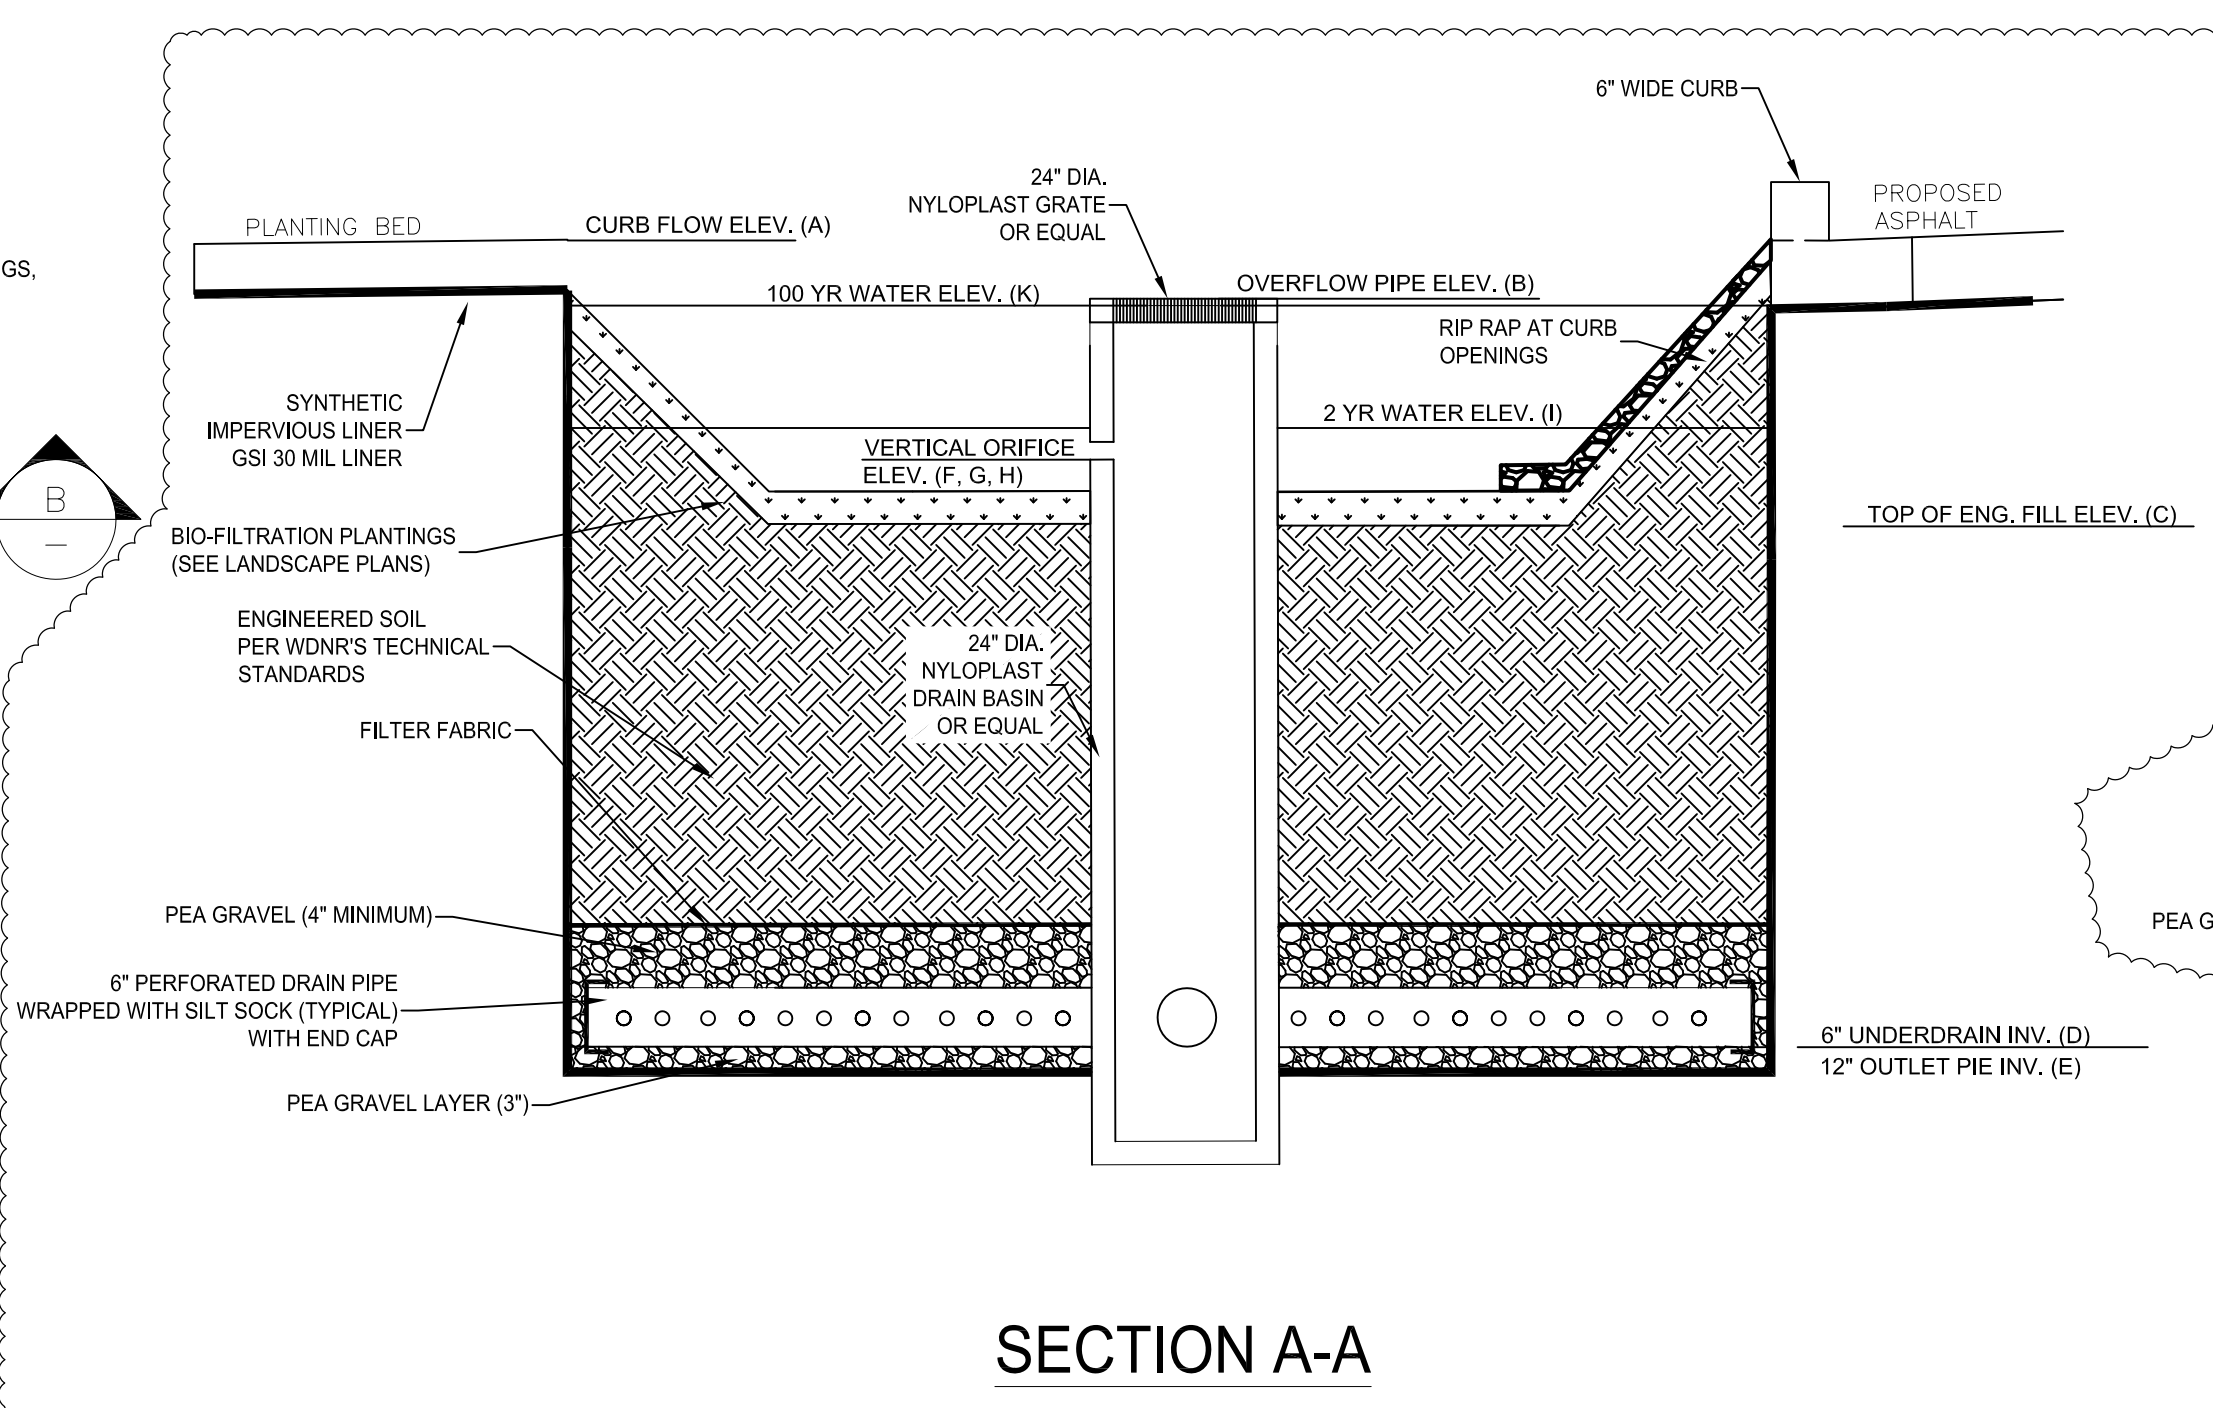 6" WIDE CURB
24" DIA.
NYLOPLAST GRATE
OR EQUAL
PROPOSED
ASPHALT
PLANTING BED
CURB FLOW ELEV. (A)
GS,
100 YR WATER ELEV. (K)
OVERFLOW PIPE ELEV. (B)
RIP RAP AT CURB
OPENINGS
SYNTHETIC
IMPERVIOUS LINER
GSI 30 MIL LINER
2 YR WATER ELEV. (I)
VERTICAL ORIFICE
ELEV. (F, G, H)
B
—
TOP OF ENG. FILL ELEV. (C)
BIO-FILTRATION PLANTINGS
(SEE LANDSCAPE PLANS)
ENGINEERED SOIL
PER WDNR'S TECHNICAL
STANDARDS
24" DIA.
NYLOPLAST
DRAIN BASIN
OR EQUAL
FILTER FABRIC
PEA GRAVEL (4" MINIMUM)
PEA G
6" PERFORATED DRAIN PIPE
WRAPPED WITH SILT SOCK (TYPICAL)
WITH END CAP
6" UNDERDRAIN INV. (D)
12" OUTLET PIE INV. (E)
PEA GRAVEL LAYER (3")
SECTION A-A